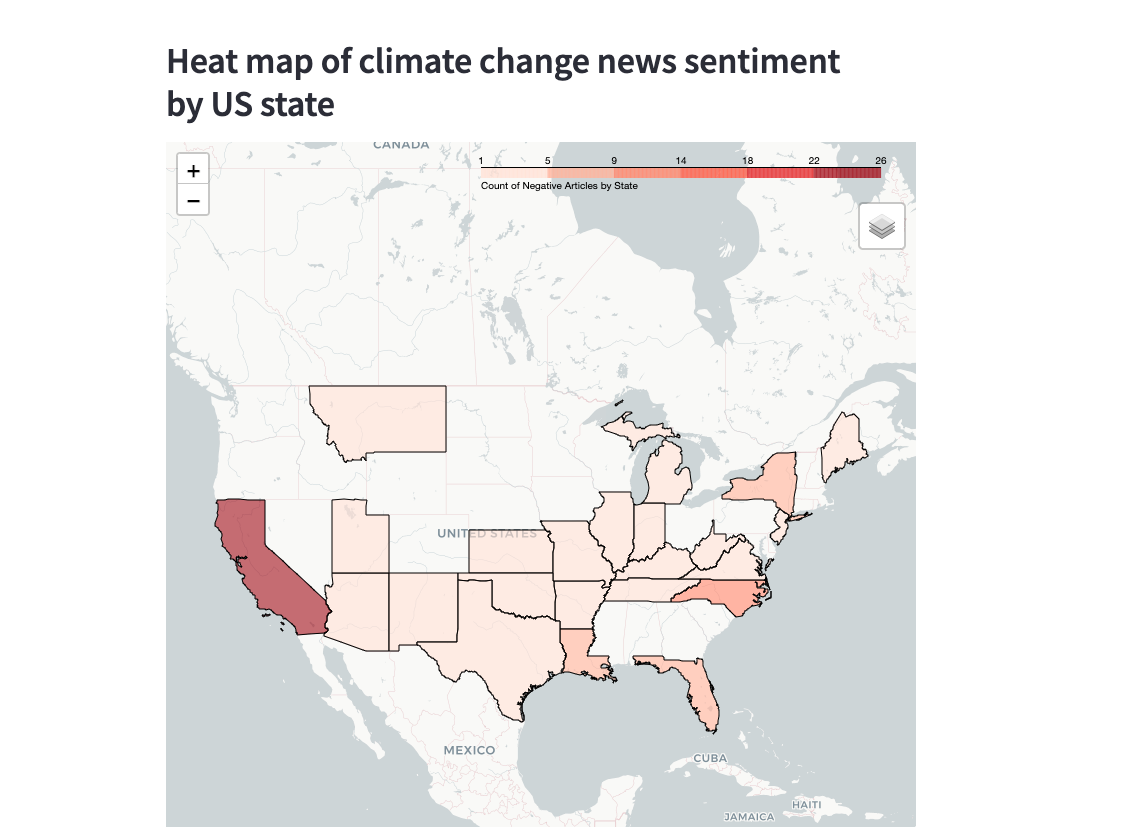 Heat map of climate change news sentiment
by US state
CANADA
+
−
1 5 9 14 18 22 26
Count of Negative Articles by State
UNITED STATES
MEXICO
CUBA
HAITI
JAMAICA